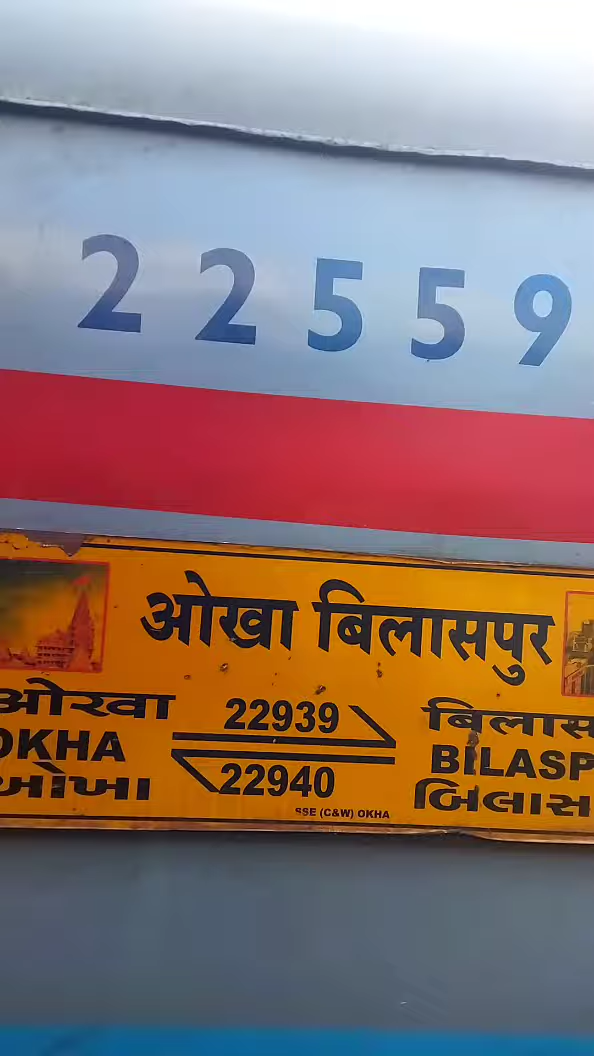 22559
ओखा बिलासपुर
ओखा 22939 बिलास
OKHA 22940 BILASP
ઓખા બિલાસ
SSE (C&W) OKHA